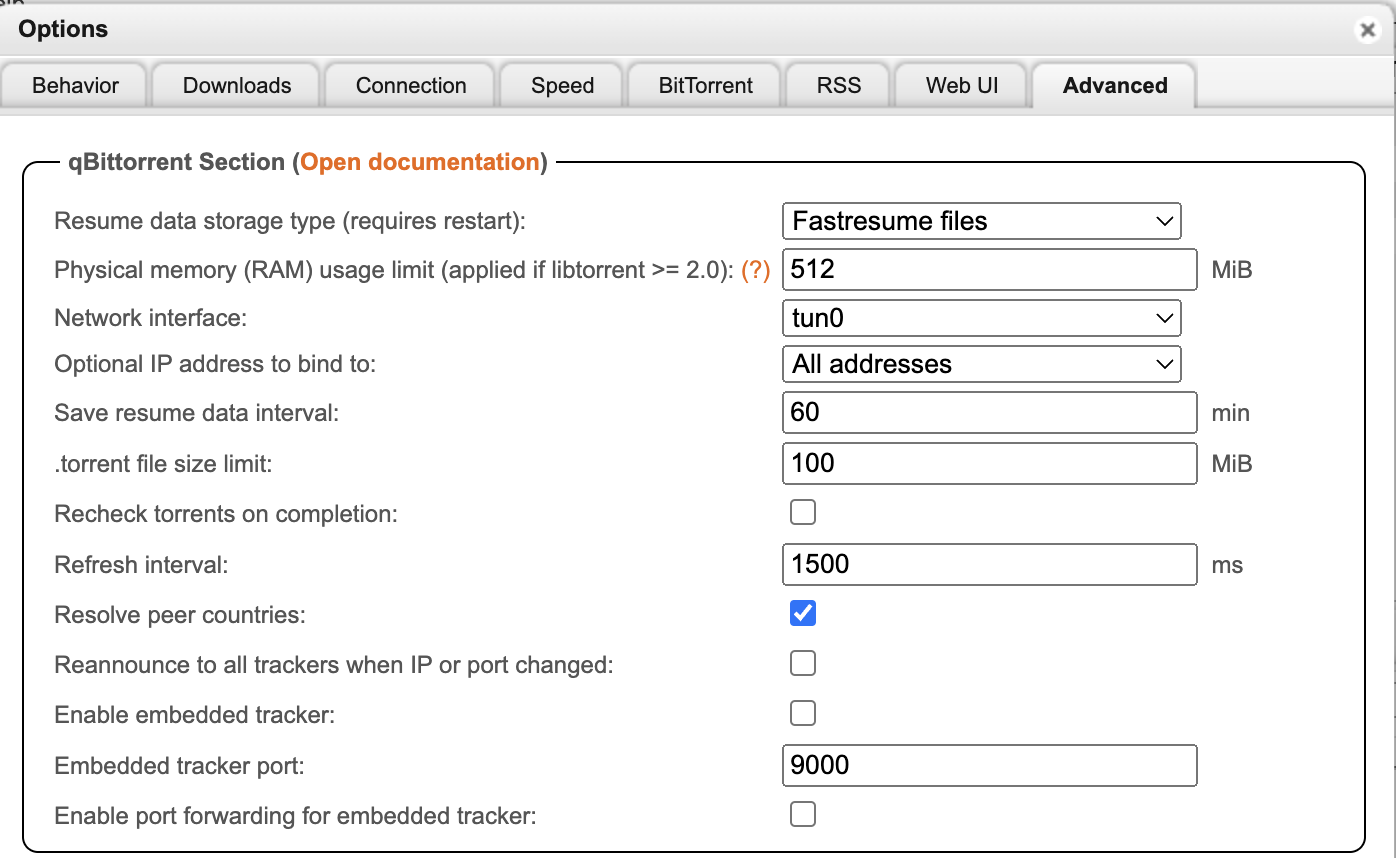 Options
Behavior Downloads Connection Speed BitTorrent RSS Web UI Advanced
qBittorrent Section (Open documentation)
Resume data storage type (requires restart): Fastresume files
Physical memory (RAM) usage limit (applied if libtorrent >= 2.0): (?) 512 MiB
Network interface: tun0
Optional IP address to bind to: All addresses
Save resume data interval: 60 min
.torrent file size limit: 100 MiB
Recheck torrents on completion:
Refresh interval: 1500 ms
Resolve peer countries:
Reannounce to all trackers when IP or port changed:
Enable embedded tracker:
Embedded tracker port: 9000
Enable port forwarding for embedded tracker: